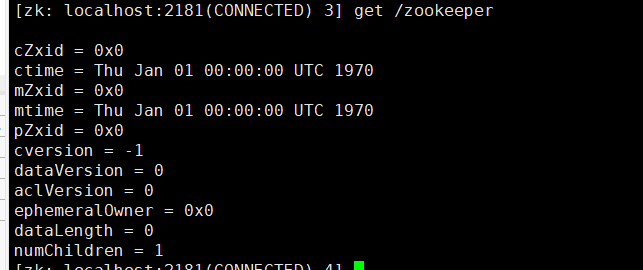 [zk: localhost:2181(CONNECTED) 3] get /zookeeper
cZxid = 0x0
ctime = Thu Jan 01 00:00:00 UTC 1970
mZxid = 0x0
mtime = Thu Jan 01 00:00:00 UTC 1970
pZxid = 0x0
cversion = -1
dataVersion = 0
aclVersion = 0
ephemeralOwner = 0x0
dataLength = 0
numChildren = 1
[zk: localhost:2181(CONNECTED) 4]